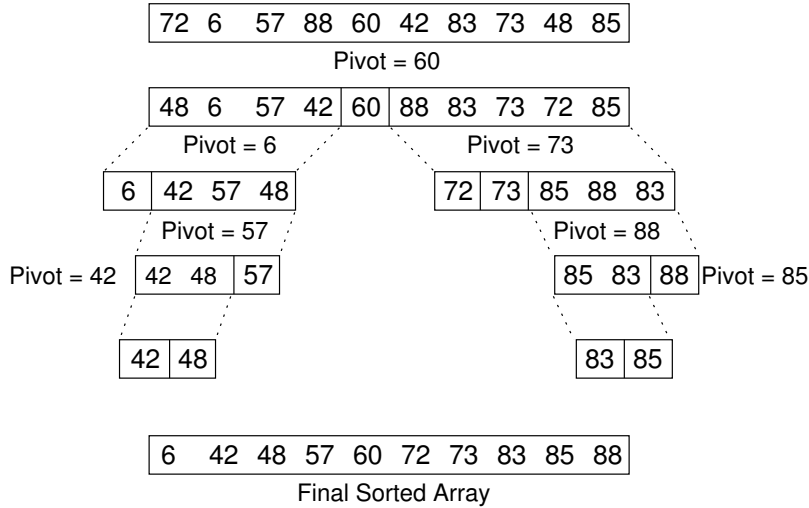 72 6 57 88 60 42 83 73 48 85
Pivot = 60
48 6 57 42 60 88 83 73 72 85
Pivot = 6 Pivot = 73
6 42 57 48 72 73 85 88 83
Pivot = 57 Pivot = 88
Pivot = 42 42 48 57 85 83 88 Pivot = 85
42 48 83 85
6 42 48 57 60 72 73 83 85 88
Final Sorted Array